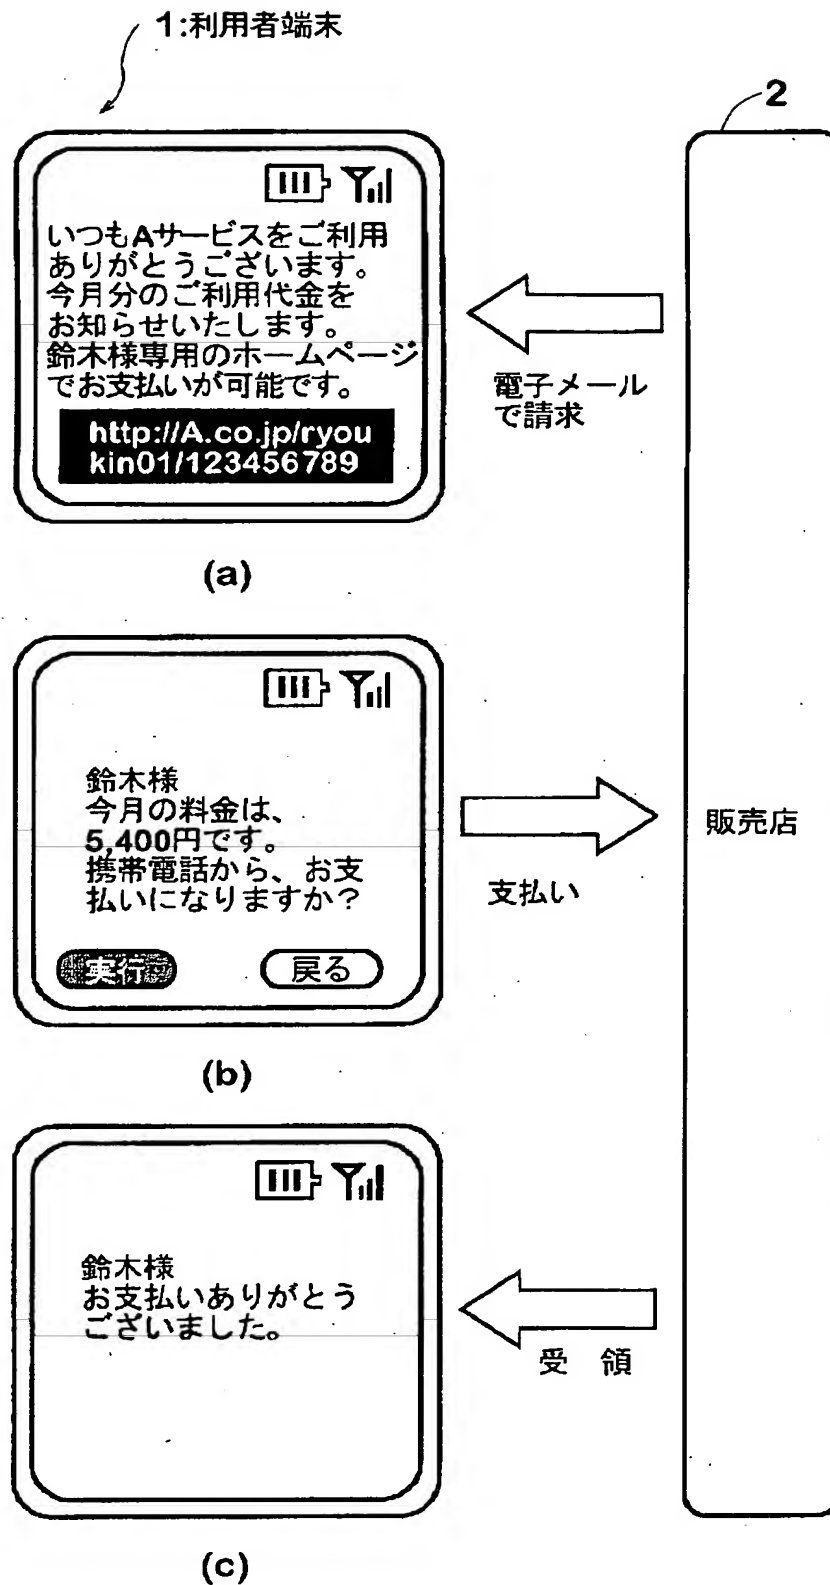 1:利用者端末
2
いつもAサービスをご利用
ありがとうございます。
今月分のご利用代金を
お知らせいたします。
鈴木様専用のホームページ
でお支払いが可能です。
http://A.co.jp/ryou
kin01/123456789
電子メール
で請求
(a)
鈴木様
今月の料金は、
5,400円です。
携帯電話から、お支
払いになりますか？
実行
戻る
支払い
販売店
(b)
鈴木様
お支払いありがとう
ございました。
受 領
(c)